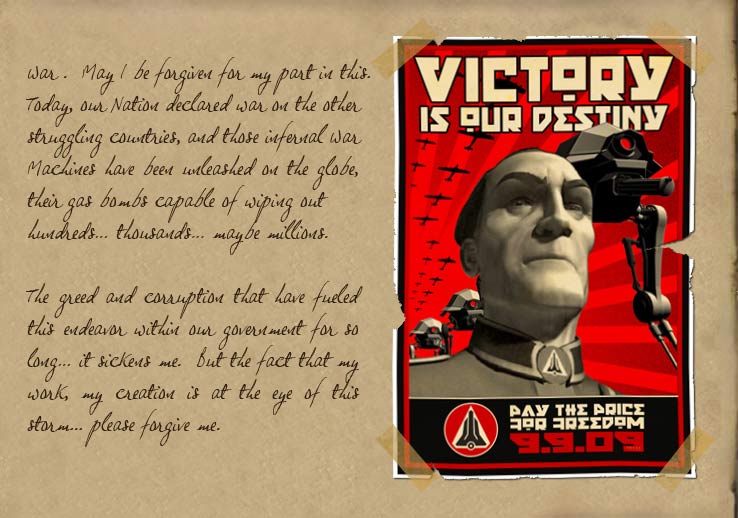 War. May I be forgiven for my part in this.
Today, our Nation declared war on the other
struggling countries, and those infernal War
Machines have been unleashed on the globe,
their gas bombs capable of wiping out
hundreds... thousands... maybe millions.
The greed and corruption that have fueled
this endeavor within our government for so
long... it sickens me. But the fact that my
work, my creation is at the eye of this
storm... please forgive me.
VICTORY
IS OUR DESTINY
PAY THE PRICE
FOR FREEDOM
9.9.09